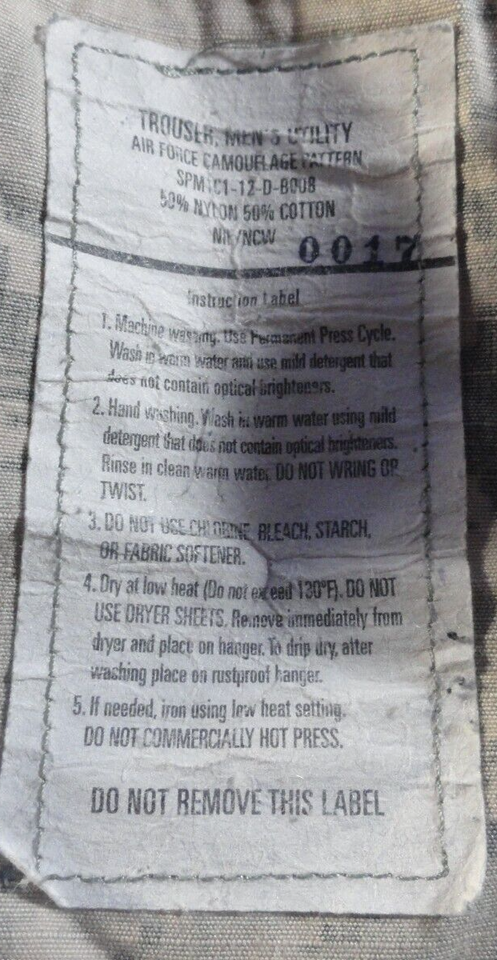 TROUSER, MEN'S UTILITY
AIR FORCE CAMOUFLAGE PATTERN
SPM1C1-12-D-B008
50% NYLON 50% COTTON
NIR/NCW 0017
Instruction Label
1. Machine washing. Use Permanent Press Cycle.
Wash in warm water and use mild detergent that
does not contain optical brighteners.
2. Hand washing. Wash in warm water using mild
detergent that does not contain optical brighteners.
Rinse in clean warm water. DO NOT WRING OR
TWIST.
3. DO NOT USE CHLORINE BLEACH, STARCH,
OR FABRIC SOFTENER.
4. Dry at low heat (Do not exceed 130°F). DO NOT
USE DRYER SHEETS. Remove immediately from
dryer and place on hanger. To drip dry, after
washing place on rustproof hanger.
5. If needed, iron using low heat setting.
DO NOT COMMERCIALLY HOT PRESS.
DO NOT REMOVE THIS LABEL